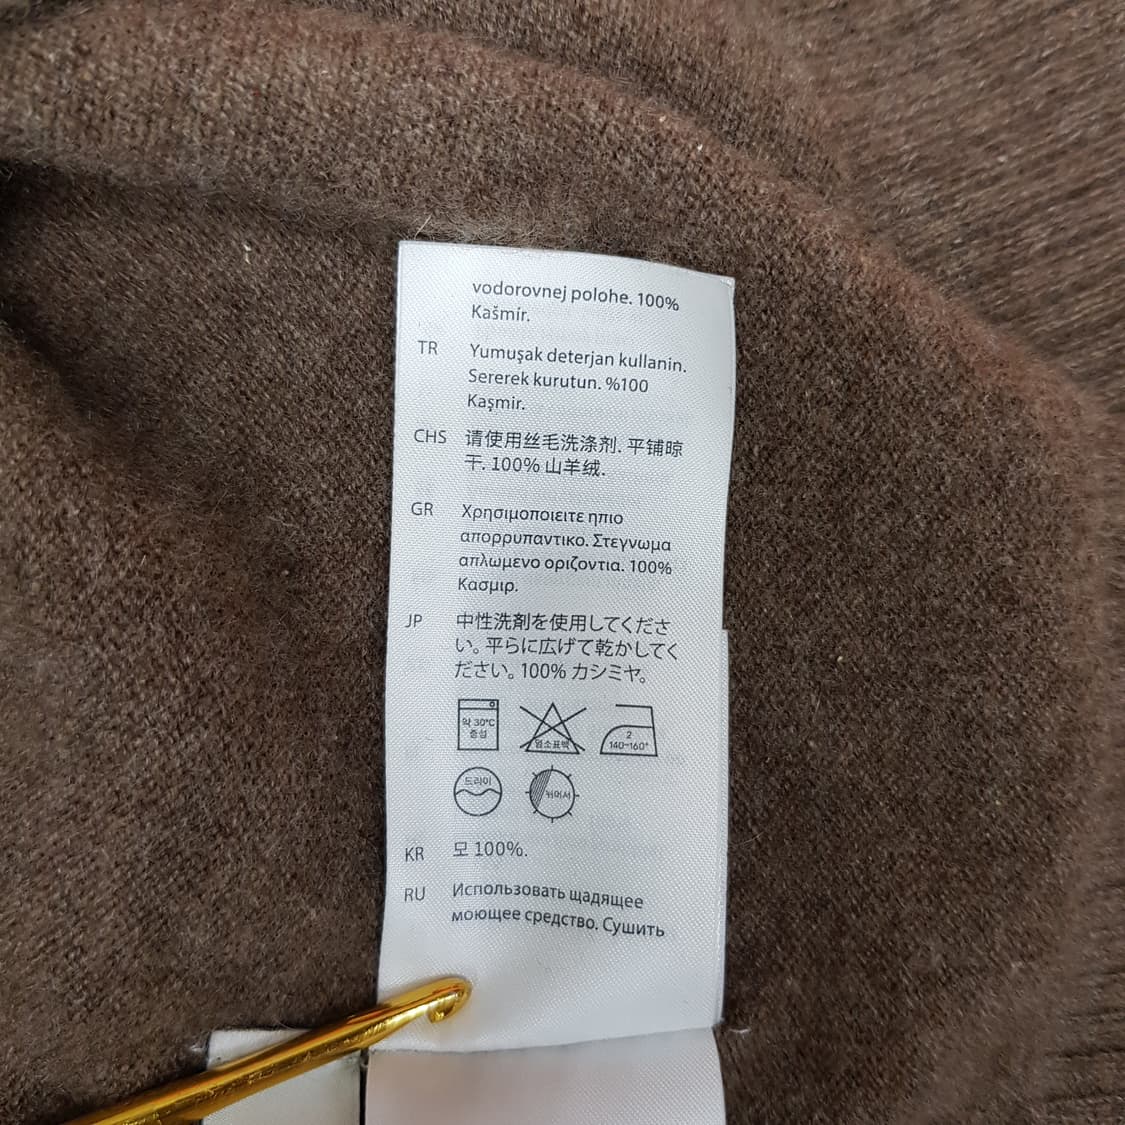 vodorovnej polohe. 100%
Kašmír.
TR Yumuşak deterjan kullanin.
Sererek kurutun. %100
Kaşmir.
CHS 请使用丝毛洗涤剂. 平铺晾
干. 100% 山羊绒.
GR Χρησιμοποιειτε ηπιο
απορρυπαντικο. Στεγνωμα
απλωμενο οριζοντια. 100%
Κασμιρ.
JP 中性洗剤を使用してくださ
い。平らに広げて乾かしてく
ださい。100% カシミヤ。
약 30°C
중성
염소표백
2
140~160°
드라이
뉘어서
KR 모 100%.
RU Использовать щадящее
моющее средство. Сушить